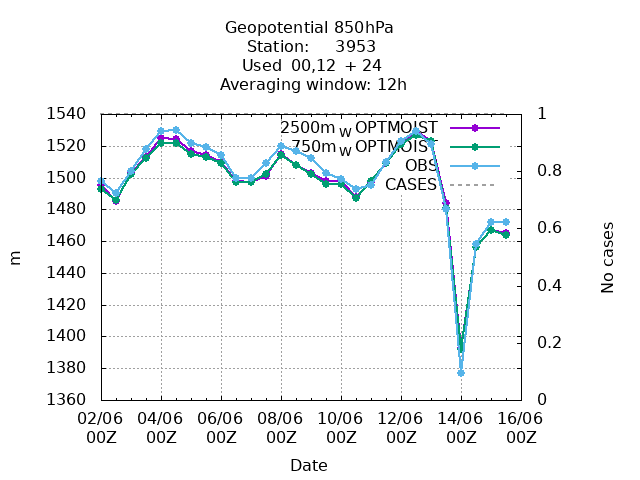 Geopotential 850hPa
Station: 3953
Used 00,12 + 24
Averaging window: 12h
1540
1520
1500
1480
1460
1440
1420
1400
1380
1360
m
1
0.8
0.6
0.4
0.2
0
No cases
2500m W OPTMOIST
750m W OPTMOIST
OBS
CASES
02/06 04/06 06/06 08/06 10/06 12/06 14/06 16/06
00Z 00Z 00Z 00Z 00Z 00Z 00Z 00Z
Date